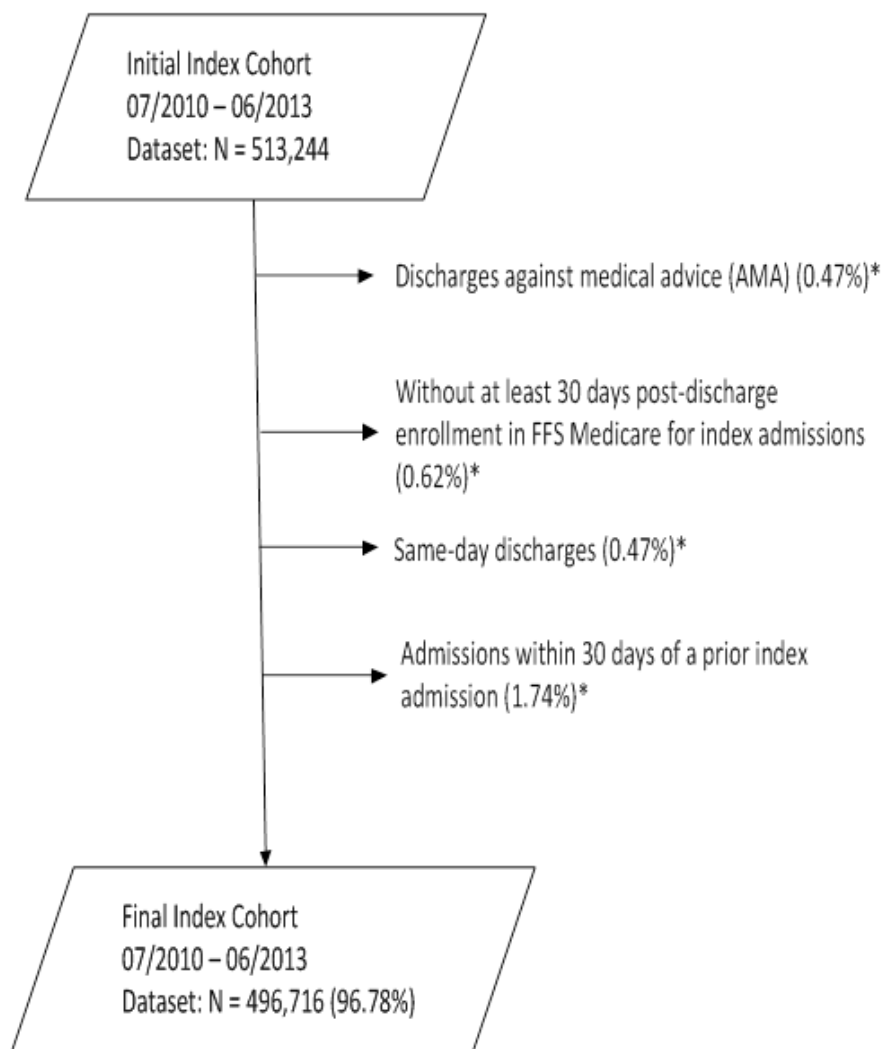 Initial Index Cohort
07/2010 – 06/2013
Dataset: N = 513,244
Discharges against medical advice (AMA) (0.47%)*
Without at least 30 days post-discharge
enrollment in FFS Medicare for index admissions
(0.62%)*
Same-day discharges (0.47%)*
Admissions within 30 days of a prior index
admission (1.74%)*
Final Index Cohort
07/2010 – 06/2013
Dataset: N = 496,716 (96.78%)